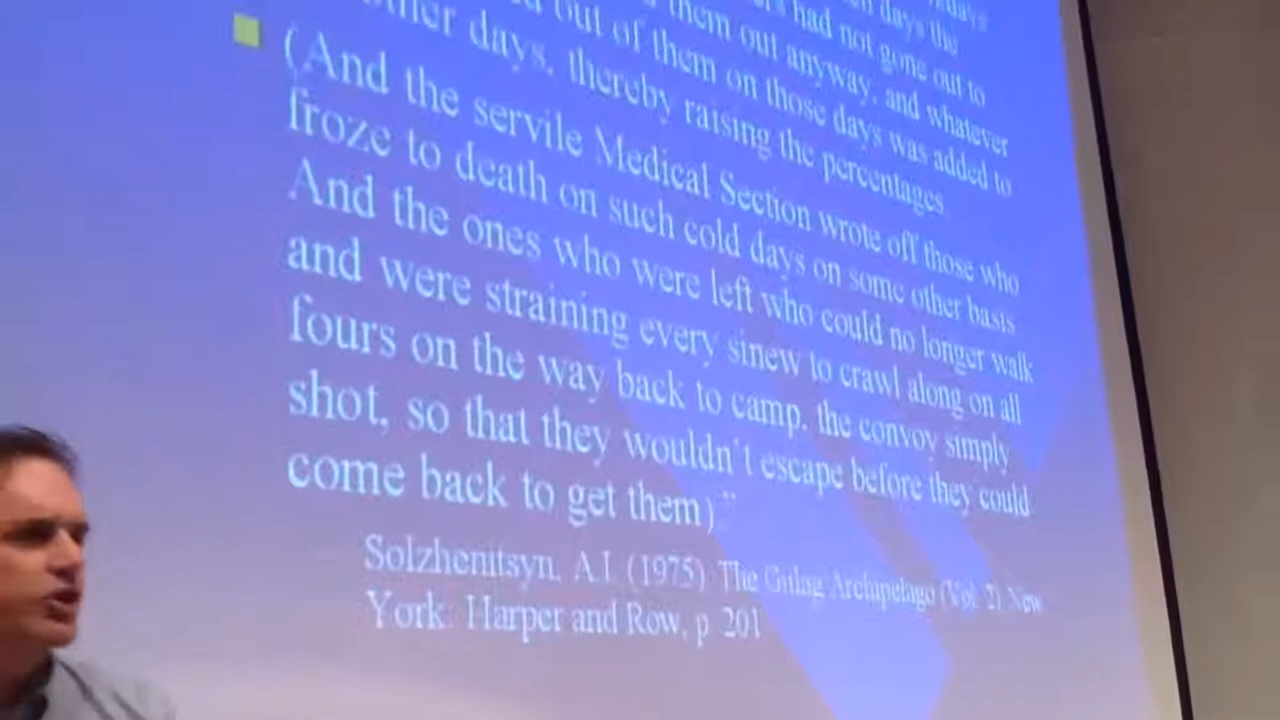 days the
them out anyway, and whatever had not gone out to
out of them on those days was added to
other days, thereby raising the percentages.
(And the servile Medical Section wrote off those who
froze to death on such cold days on some other basis.
And the ones who were left who could no longer walk
and were straining every sinew to crawl along on all
fours on the way back to camp, the convoy simply
shot, so that they wouldn't escape before they could
come back to get them)"
Solzhenitsyn, A.I. (1975) The Gulag Archipelago (Vol. 2) New
York: Harper and Row, p 201